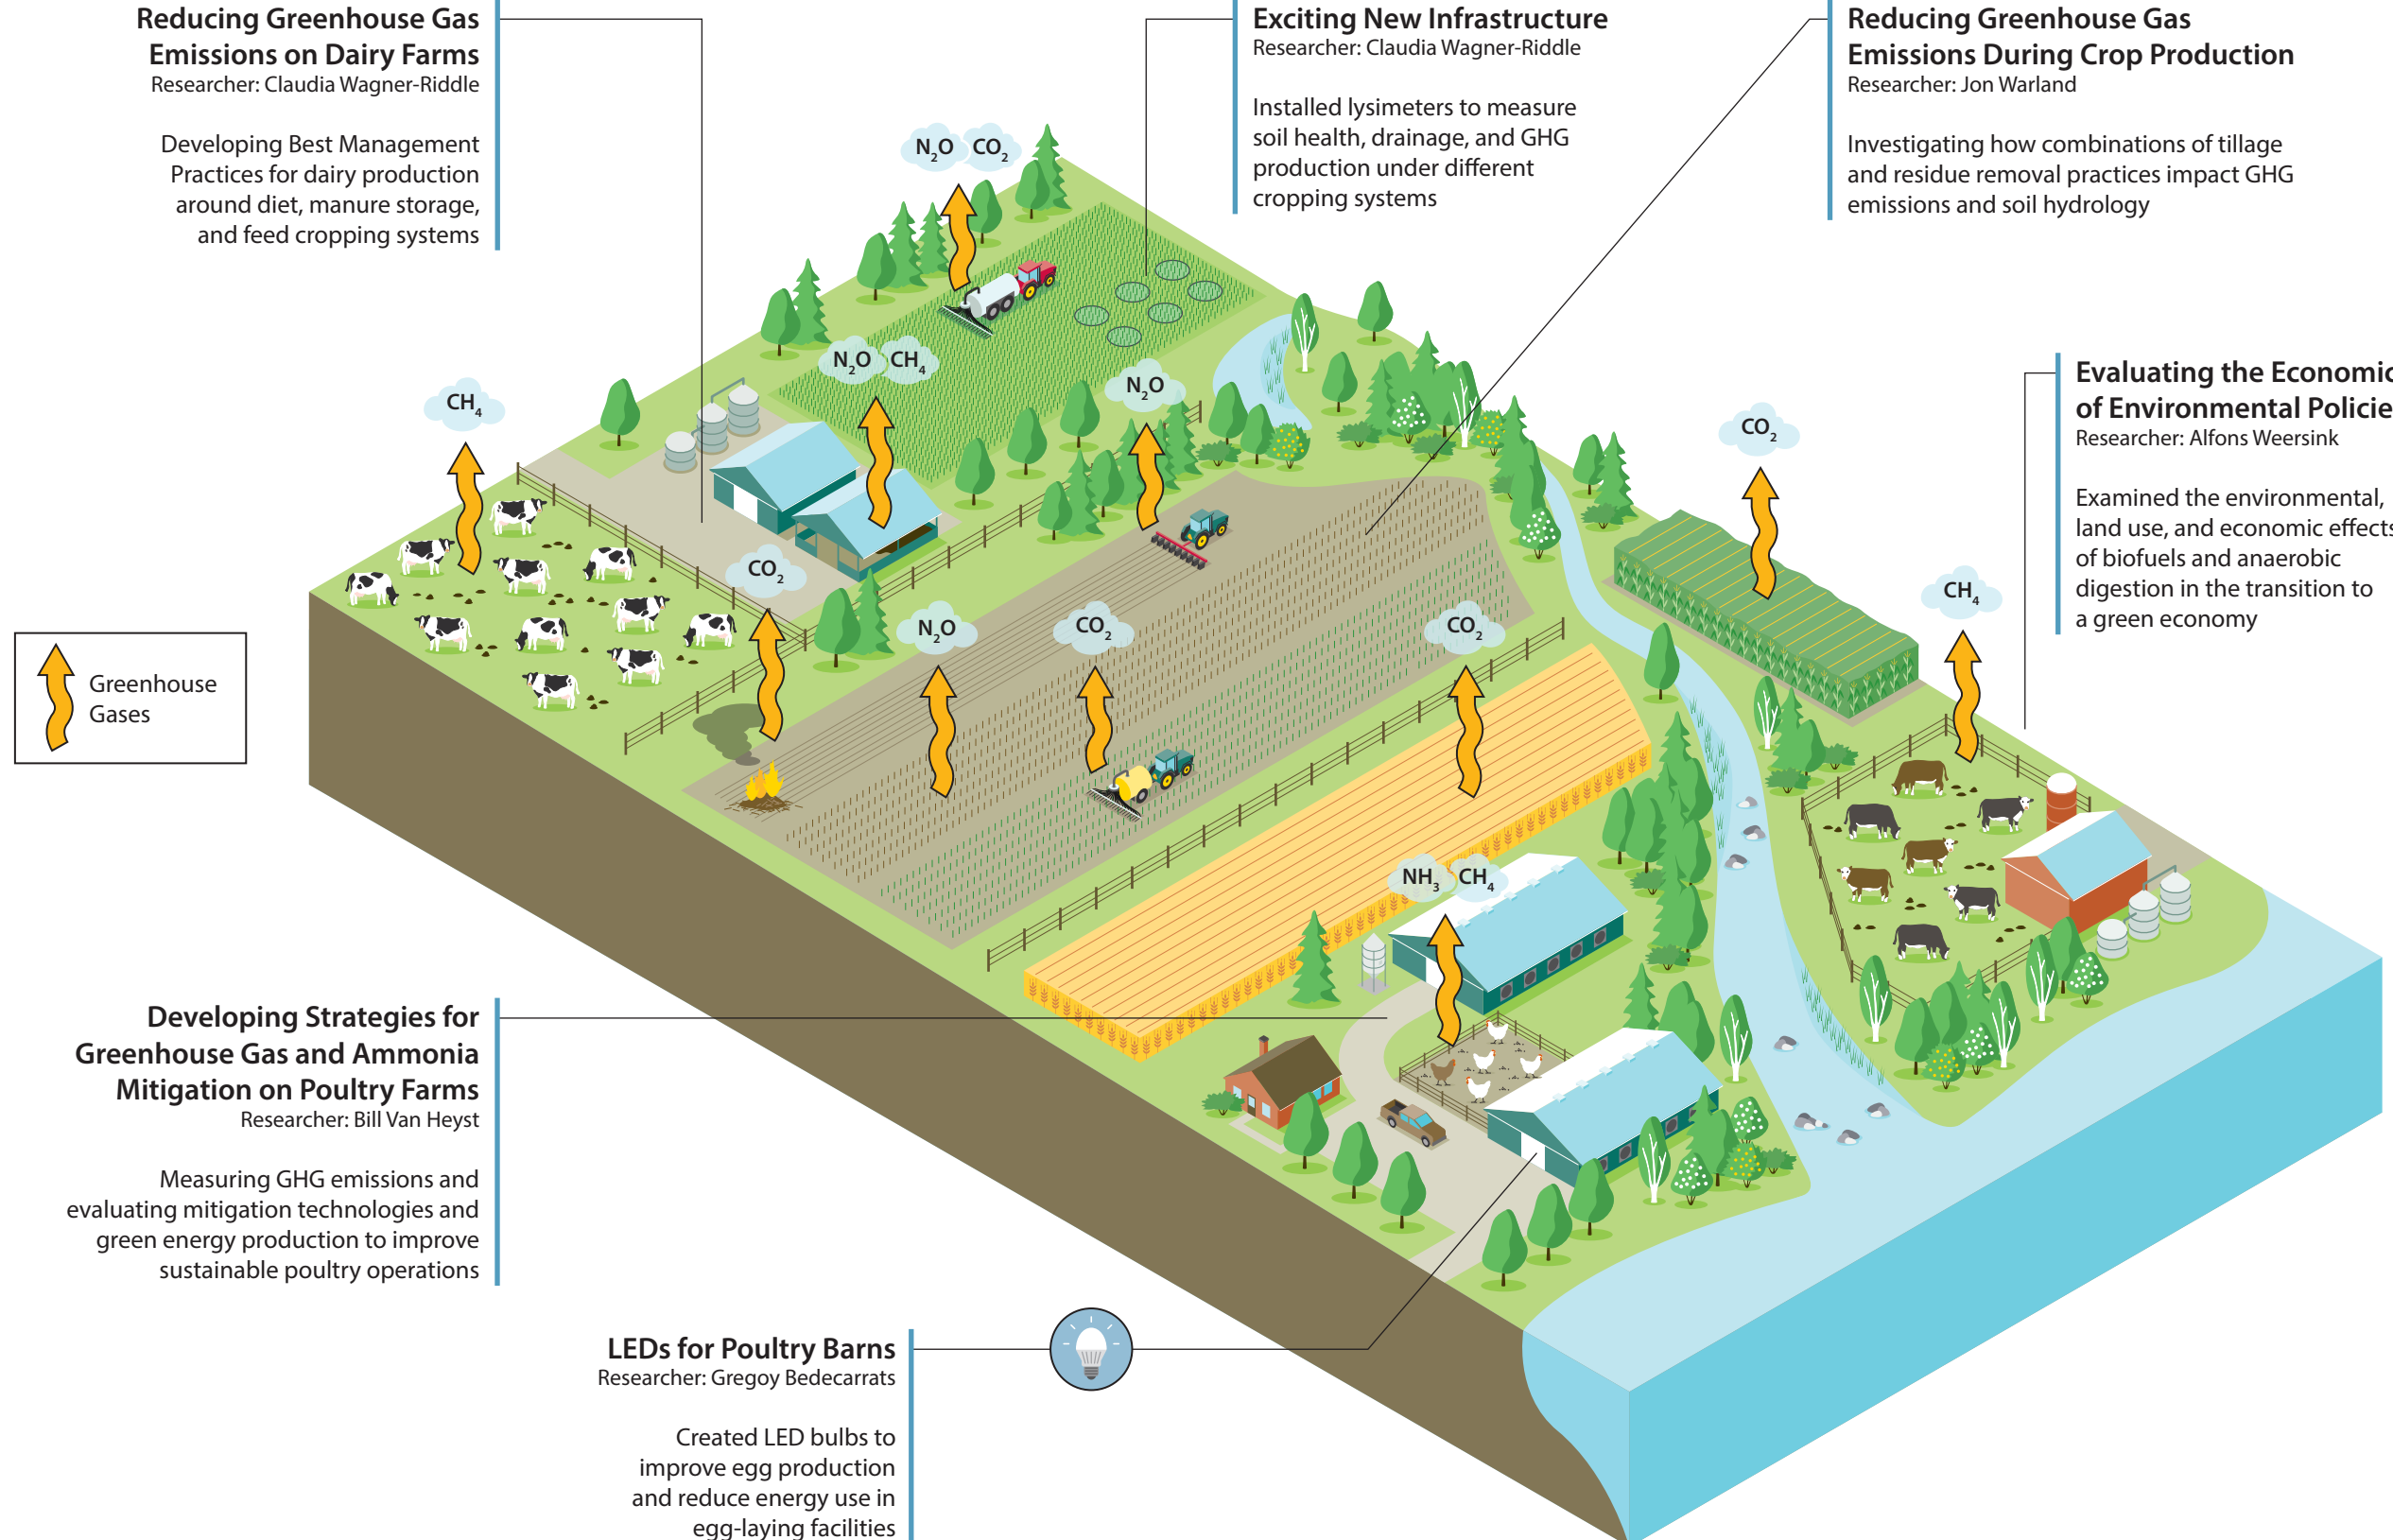 Reducing Greenhouse Gas
Emissions on Dairy Farms
Researcher: Claudia Wagner-Riddle
Developing Best Management
Practices for dairy production
around diet, manure storage,
and feed cropping systems
Exciting New Infrastructure
Researcher: Claudia Wagner-Riddle
Installed lysimeters to measure
soil health, drainage, and GHG
production under different
cropping systems
Reducing Greenhouse Gas
Emissions During Crop Production
Researcher: Jon Warland
Investigating how combinations of tillage
and residue removal practices impact GHG
emissions and soil hydrology
Evaluating the Economic
of Environmental Policie
Researcher: Alfons Weersink
Examined the environmental,
land use, and economic effects
of biofuels and anaerobic
digestion in the transition to
a green economy
N₂O CO₂
N₂O CH₄
N₂O
CH₄
CO₂
CO₂
N₂O
CO₂
CO₂
CH₄
NH₃ CH₄
Greenhouse
Gases
Developing Strategies for
Greenhouse Gas and Ammonia
Mitigation on Poultry Farms
Researcher: Bill Van Heyst
Measuring GHG emissions and
evaluating mitigation technologies and
green energy production to improve
sustainable poultry operations
LEDs for Poultry Barns
Researcher: Gregoy Bedecarrats
Created LED bulbs to
improve egg production
and reduce energy use in
egg-laying facilities